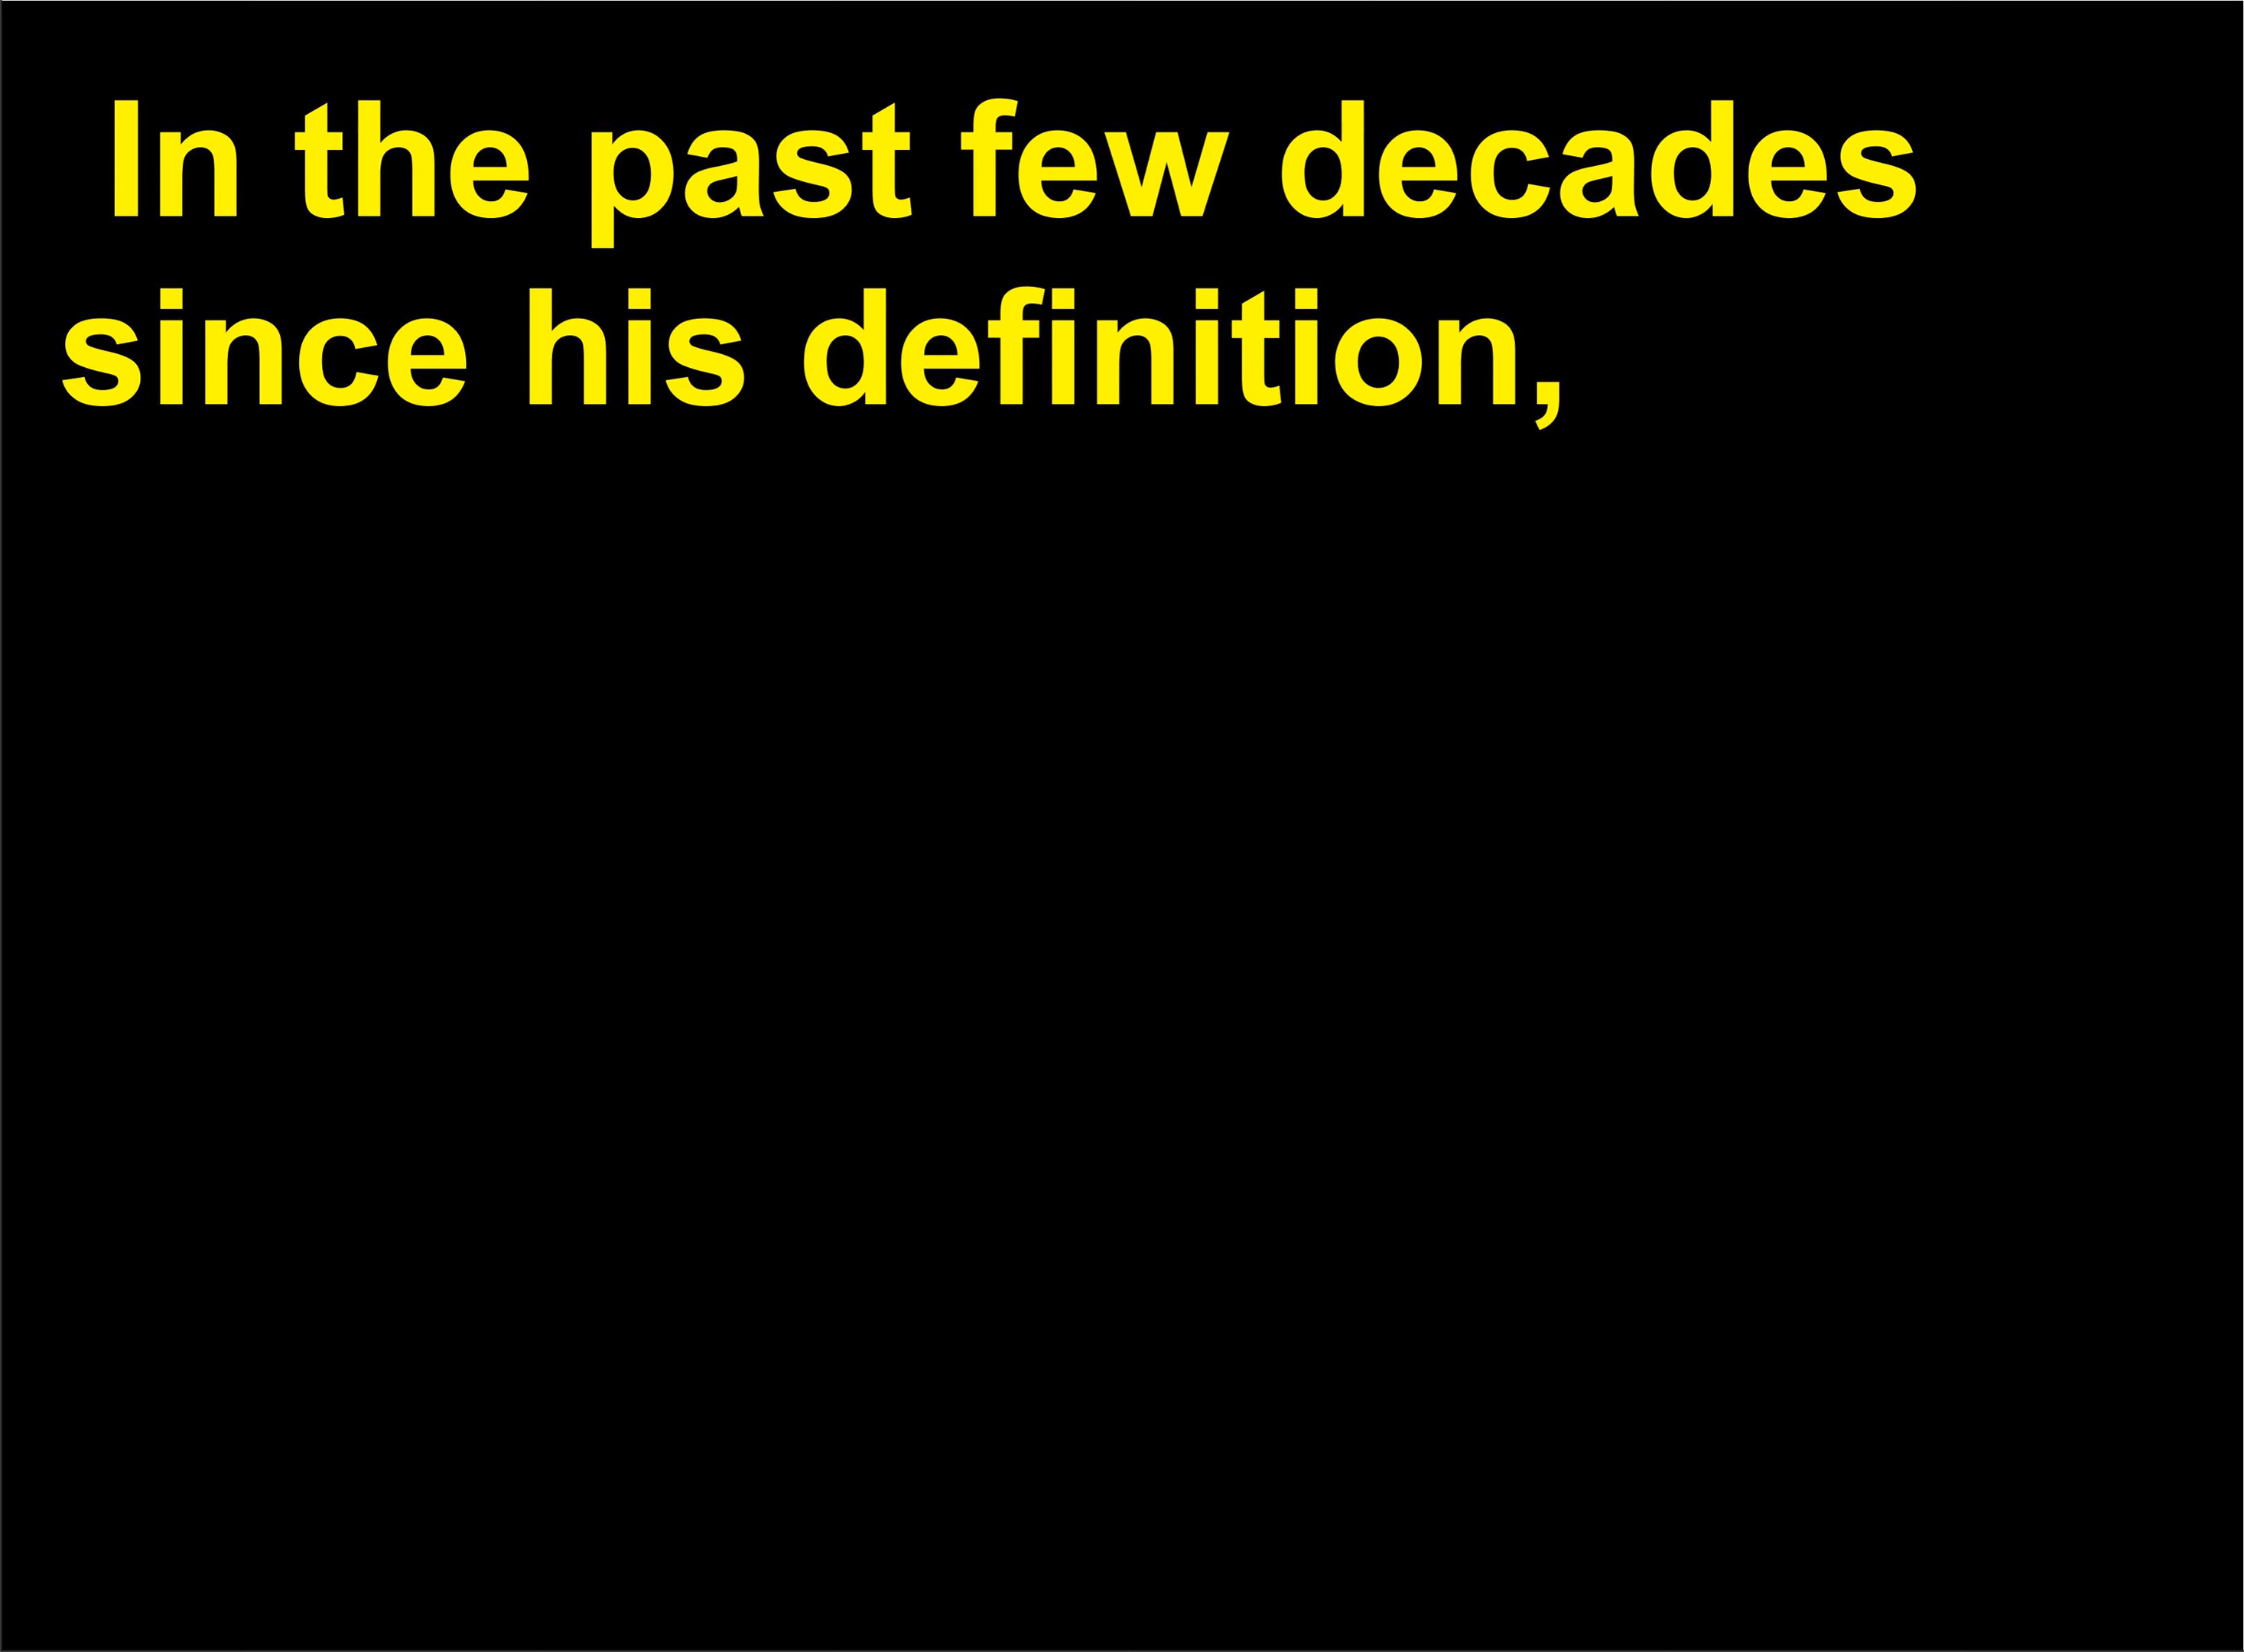 In the past few decades
since his definition,